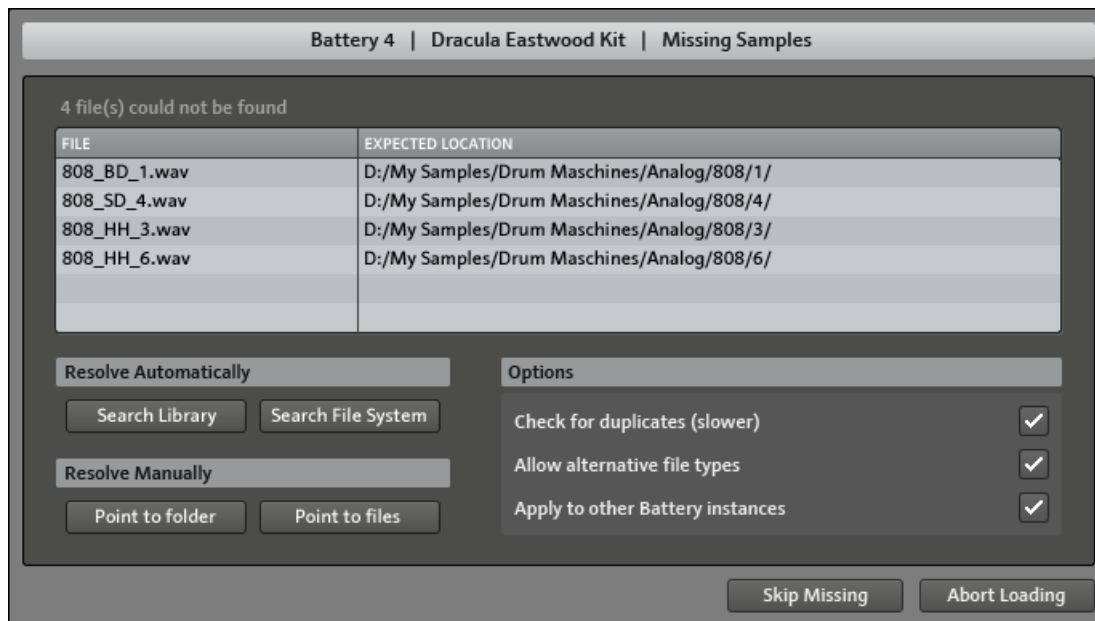 Battery 4 | Dracula Eastwood Kit | Missing Samples
4 file(s) could not be found
FILE EXPECTED LOCATION
808_BD_1.wav D:/My Samples/Drum Maschines/Analog/808/1/
808_SD_4.wav D:/My Samples/Drum Maschines/Analog/808/4/
808_HH_3.wav D:/My Samples/Drum Maschines/Analog/808/3/
808_HH_6.wav D:/My Samples/Drum Maschines/Analog/808/6/
Resolve Automatically
Search Library Search File System
Resolve Manually
Point to folder Point to files
Options
Check for duplicates (slower)
Allow alternative file types
Apply to other Battery instances
Skip Missing Abort Loading